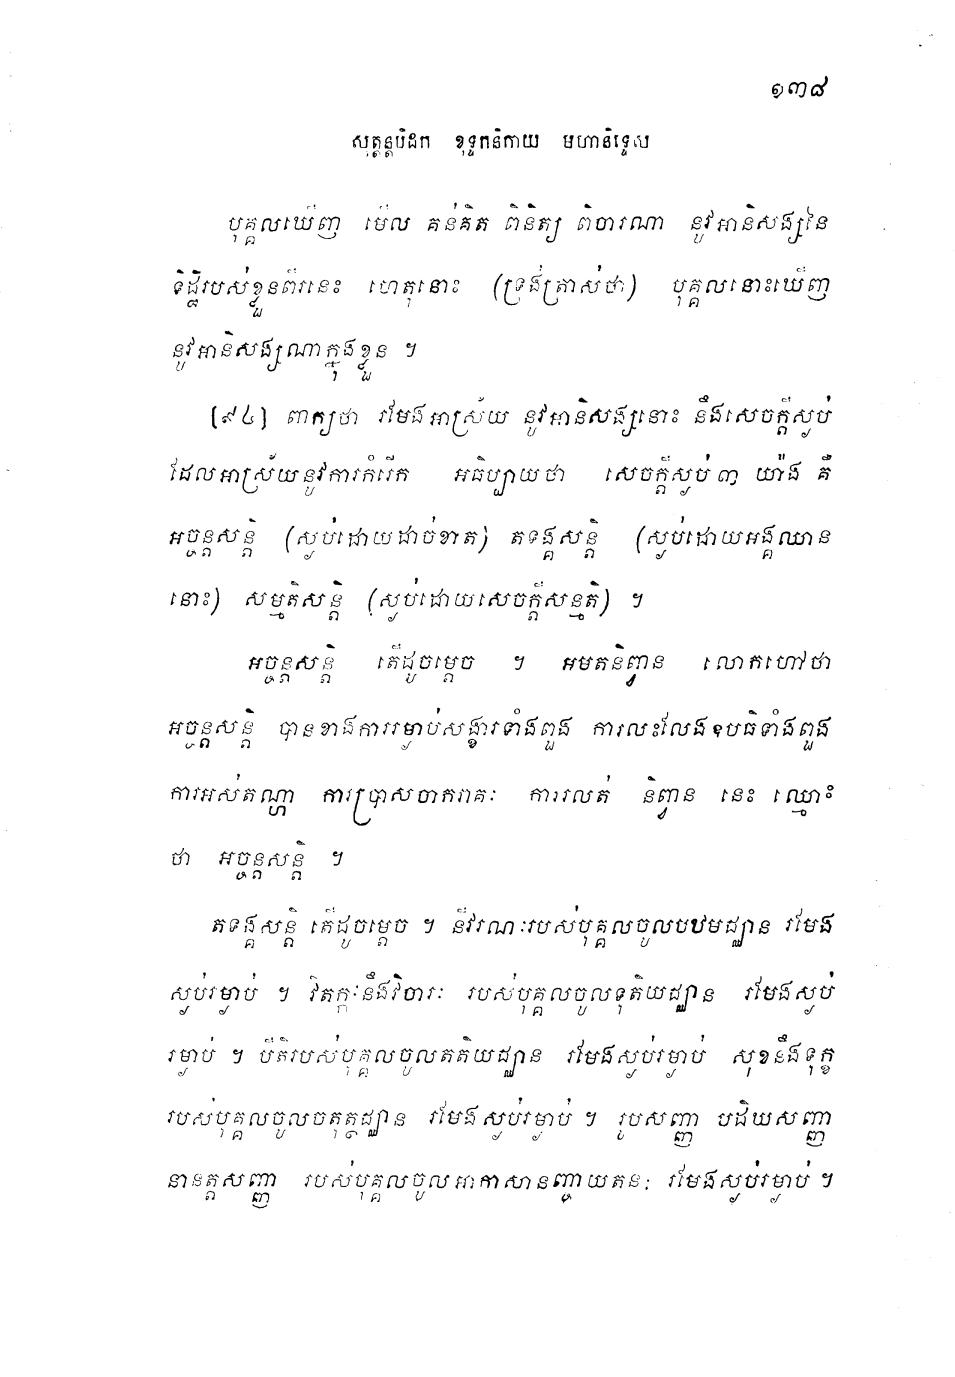 ១៣៨
សុត្តន្តបិដក ខុទ្ទកនិកាយ មហានិទ្ទេស
បុគ្គលឃើញ មើល គន់គិត ពិនិត្យ ពិចារណា នូវអានិសង្សនៃ
ទិដ្ឋិរបស់ខ្លួនពីរនេះ ហេតុនោះ (ទ្រង់ត្រាស់ថា) បុគ្គលនោះឃើញ
នូវអានិសង្សណាក្នុងខ្លួន ។
[៩៤] ពាក្យថា រមែងអាស្រ័យ នូវអានិសង្សនោះ នឹងសេចក្តីស្ងប់
ដែលអាស្រ័យនូវការកំរើក អធិប្បាយថា សេចក្តីស្ងប់ ៣ យ៉ាង គឺ
អច្ចន្តសន្តិ (ស្ងប់ដោយដាច់ខាត) តទង្គសន្តិ (ស្ងប់ដោយអង្គឈាន
នោះ) សម្មតិសន្តិ (ស្ងប់ដោយសេចក្តីសន្មតិ) ។
អច្ចន្តសន្តិ តើដូចម្តេច ។ អមតនិព្វាន លោកហៅថា
អច្ចន្តសន្តិ បានខាងការរម្ងាប់សង្ខារទាំងពួង ការលះលែងឧបធិទាំងពួង
ការអស់តណ្ហា ការប្រាសចាករាគៈ ការរលត់ និព្វាន នេះ ឈ្មោះ
ថា អច្ចន្តសន្តិ ។
តទង្គសន្តិ តើដូចម្តេច ។ នីវរណៈរបស់បុគ្គលចូលបឋមជ្ឈាន រមែង
ស្ងប់រម្ងាប់ ។ វិតក្កៈនឹងវិចារៈ របស់បុគ្គលចូលទុតិយជ្ឈាន រមែងស្ងប់
រម្ងាប់ ។ បីតិរបស់បុគ្គលចូលតតិយជ្ឈាន រមែងស្ងប់រម្ងាប់ សុខនឹងទុក្ខ
របស់បុគ្គលចូលចតុត្ថជ្ឈាន រមែងស្ងប់រម្ងាប់ ។ រូបសញ្ញា បដិឃសញ្ញា
នានត្តសញ្ញា របស់បុគ្គលចូលអាកាសានញ្ចាយតនៈ រមែងស្ងប់រម្ងាប់ ។